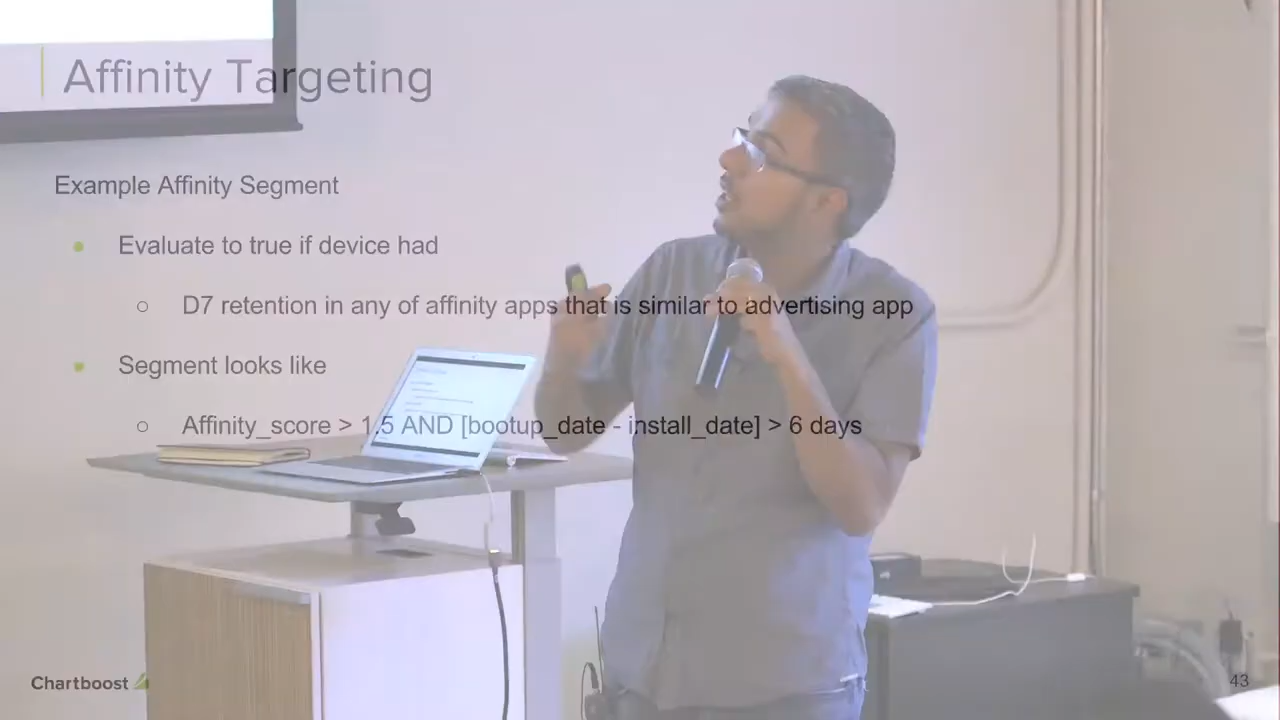 Affinity Targeting
Example Affinity Segment
Evaluate to true if device had
D7 retention in any of affinity apps that is similar to advertising app
Segment looks like
Affinity_score > 1.5 AND [bootup_date - install_date] > 6 days
Chartboost
43